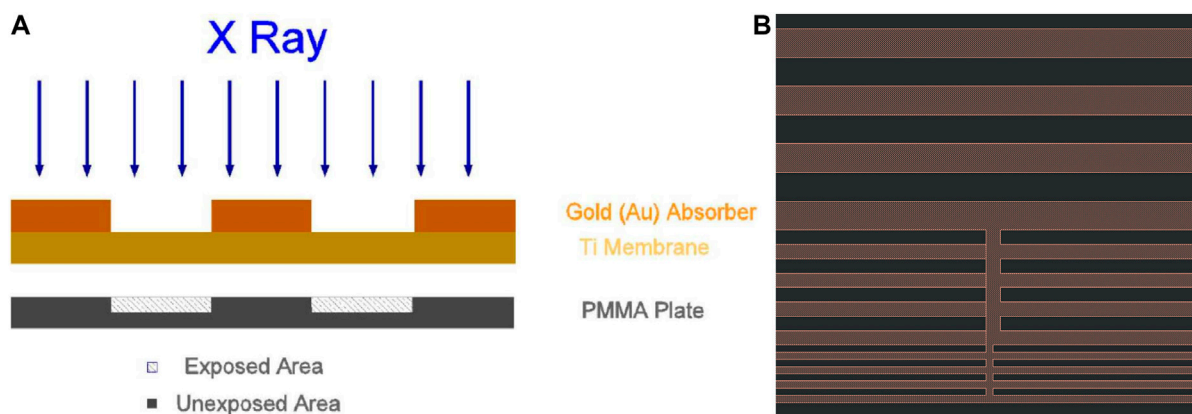 A
X Ray
Gold (Au) Absorber
Ti Membrane
PMMA Plate
Exposed Area
Unexposed Area
B